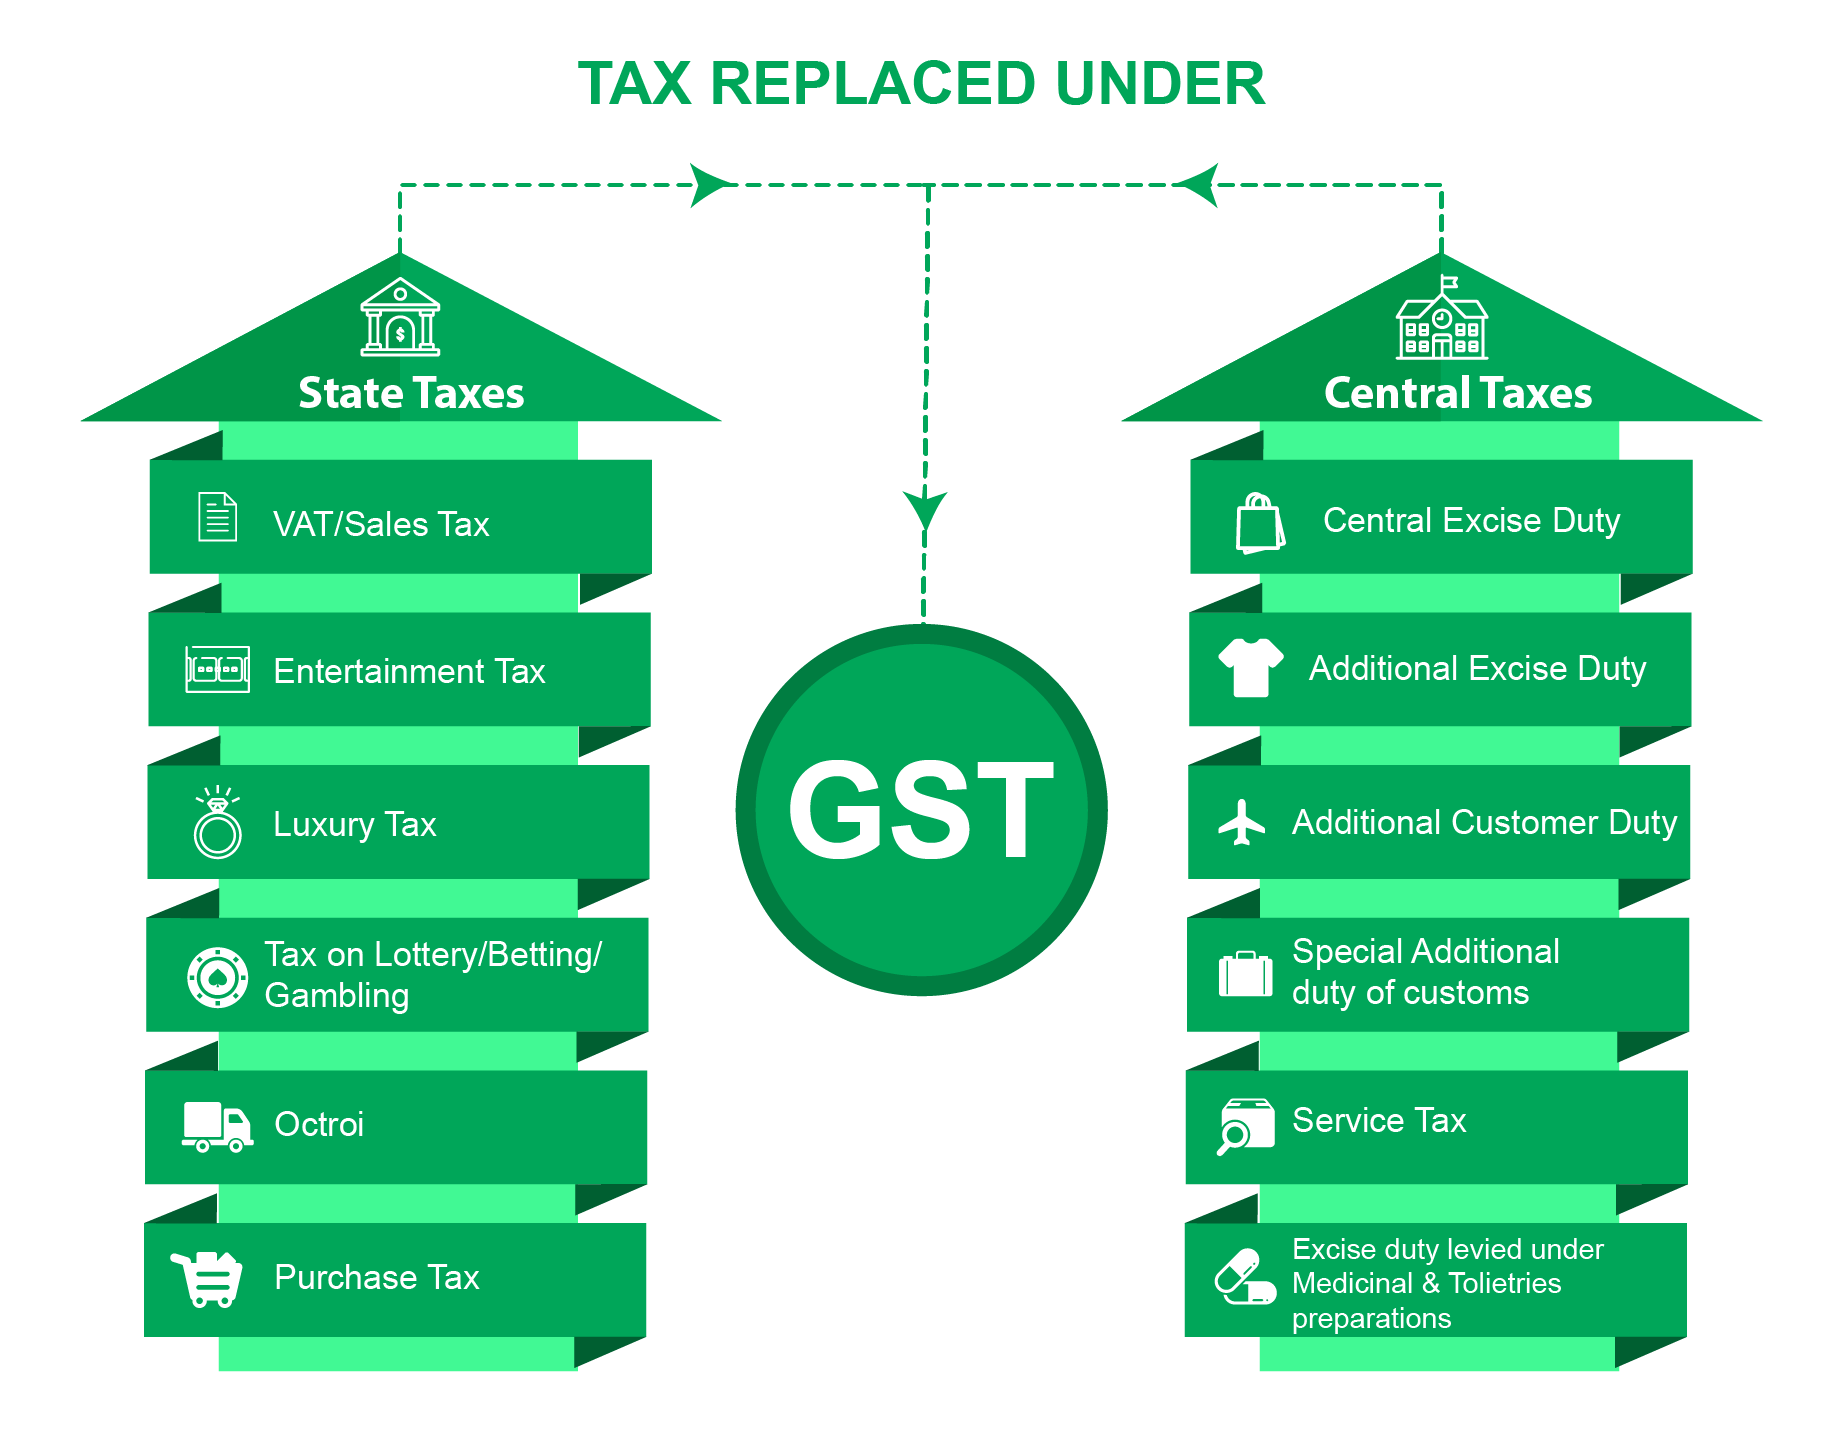 TAX REPLACED UNDER
State Taxes
VAT/Sales Tax
Entertainment Tax
Luxury Tax
Tax on Lottery/Betting/
Gambling
Octroi
Purchase Tax
GST
Central Taxes
Central Excise Duty
Additional Excise Duty
Additional Customer Duty
Special Additional
duty of customs
Service Tax
Excise duty levied under
Medicinal & Tolietries
preparations